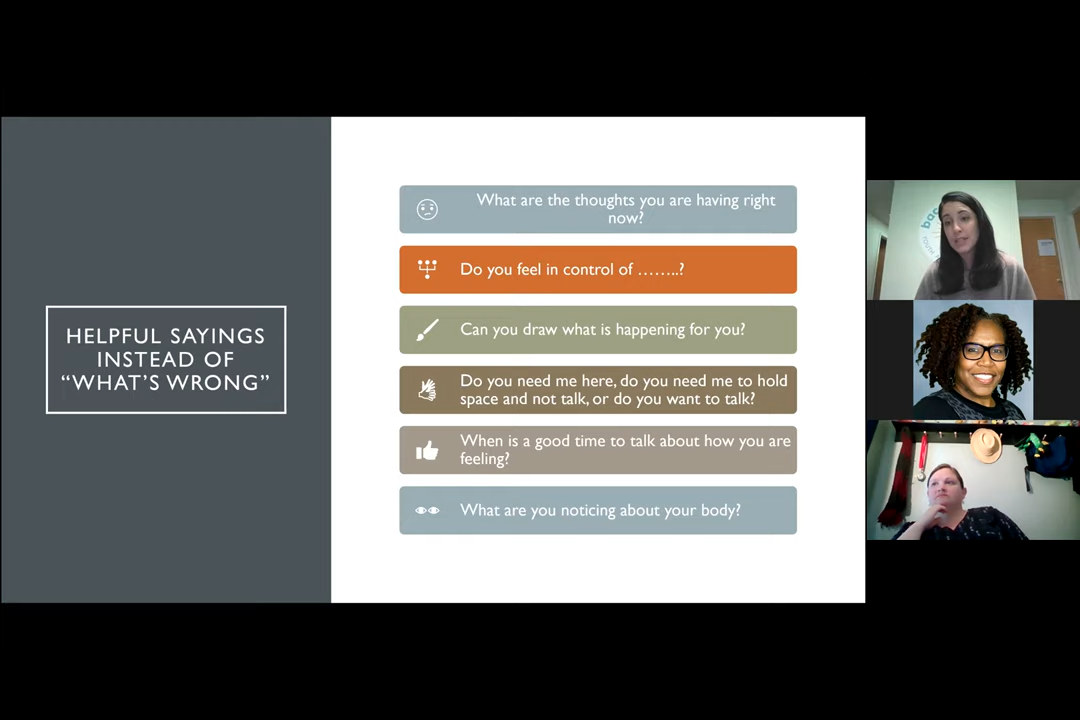 HELPFUL SAYINGS
INSTEAD OF
“WHAT’S WRONG”
What are the thoughts you are having right
now?
Do you feel in control of ……..?
Can you draw what is happening for you?
Do you need me here, do you need me to hold
space and not talk, or do you want to talk?
When is a good time to talk about how you are
feeling?
What are you noticing about your body?